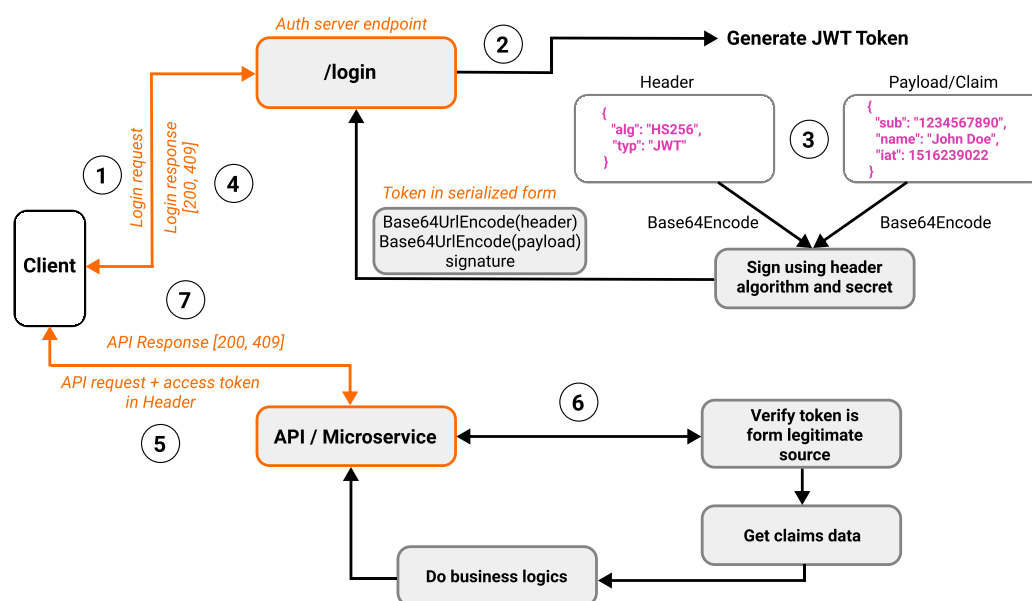 Auth server endpoint
/login
2
Generate JWT Token
Header
{
"alg": "HS256",
"typ": "JWT"
}
3
Payload/Claim
{
"sub": "1234567890",
"name": "John Doe",
"iat": 1516239022
}
1
Login request
Login response
[200, 409]
4
Token in serialized form
Base64UrlEncode(header)
Base64UrlEncode(payload)
signature
Base64Encode
Base64Encode
Sign using header
algorithm and secret
Client
7
API Response [200, 409]
API request + access token
in Header
5
API / Microservice
6
Verify token is
form legitimate
source
Get claims data
Do business logics